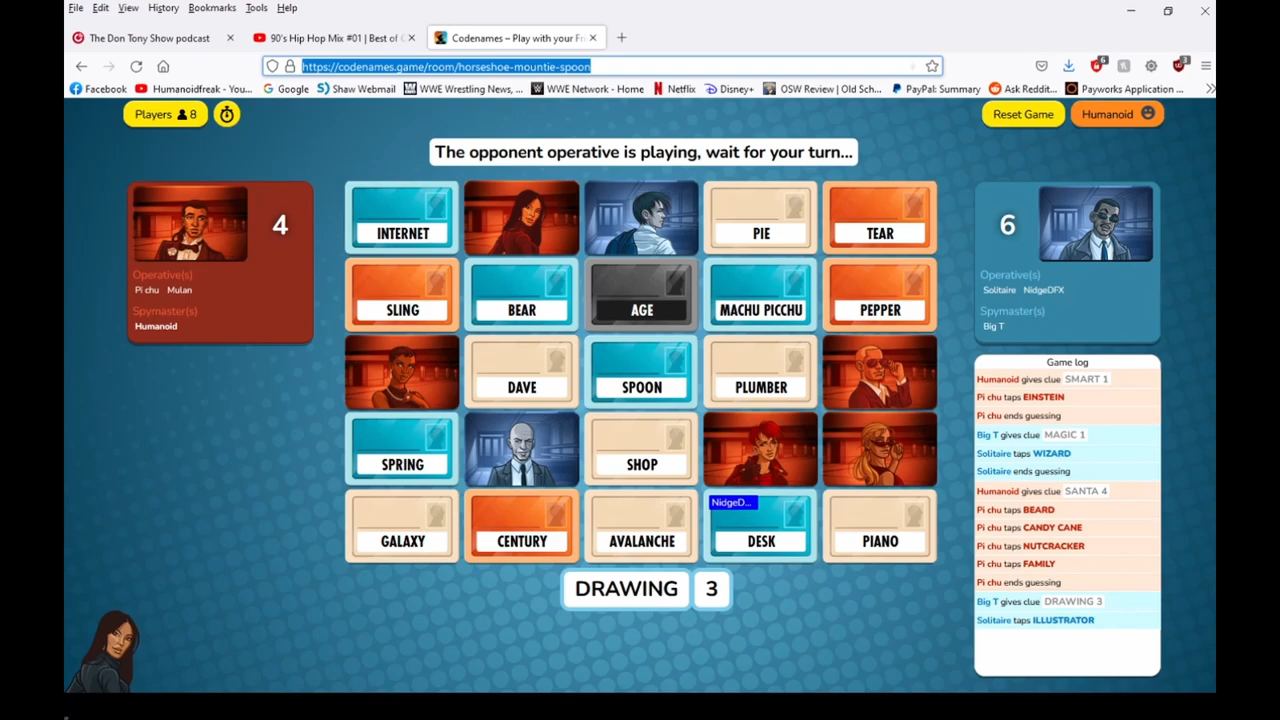 File Edit View History Bookmarks Tools Help
The Don Tony Show podcast
90's Hip Hop Mix #01 | Best of
Codenames – Play with your Fr
https://codenames.game/room/horseshoe-mountie-spoon
6
3
Facebook Humanoidfreak - You... Google Shaw Webmail WWE Wrestling News, ... WWE Network - Home Netflix Disney+ OSW Review | Old Sch... PayPal: Summary Ask Reddit... Payworks Application ...
Players 8
Reset Game
Humanoid
The opponent operative is playing, wait for your turn...
4
Operative(s)
Pi chu Mulan
Spymaster(s)
Humanoid
INTERNET
PIE
TEAR
SLING
BEAR
AGE
MACHU PICCHU
PEPPER
DAVE
SPOON
PLUMBER
SPRING
SHOP
GALAXY
CENTURY
AVALANCHE
NidgeD...
DESK
PIANO
DRAWING 3
6
Operative(s)
Solitaire NidgeDFX
Spymaster(s)
Big T
Game log
Humanoid gives clue SMART 1
Pi chu taps EINSTEIN
Pi chu ends guessing
Big T gives clue MAGIC 1
Solitaire taps WIZARD
Solitaire ends guessing
Humanoid gives clue SANTA 4
Pi chu taps BEARD
Pi chu taps CANDY CANE
Pi chu taps NUTCRACKER
Pi chu taps FAMILY
Pi chu ends guessing
Big T gives clue DRAWING 3
Solitaire taps ILLUSTRATOR